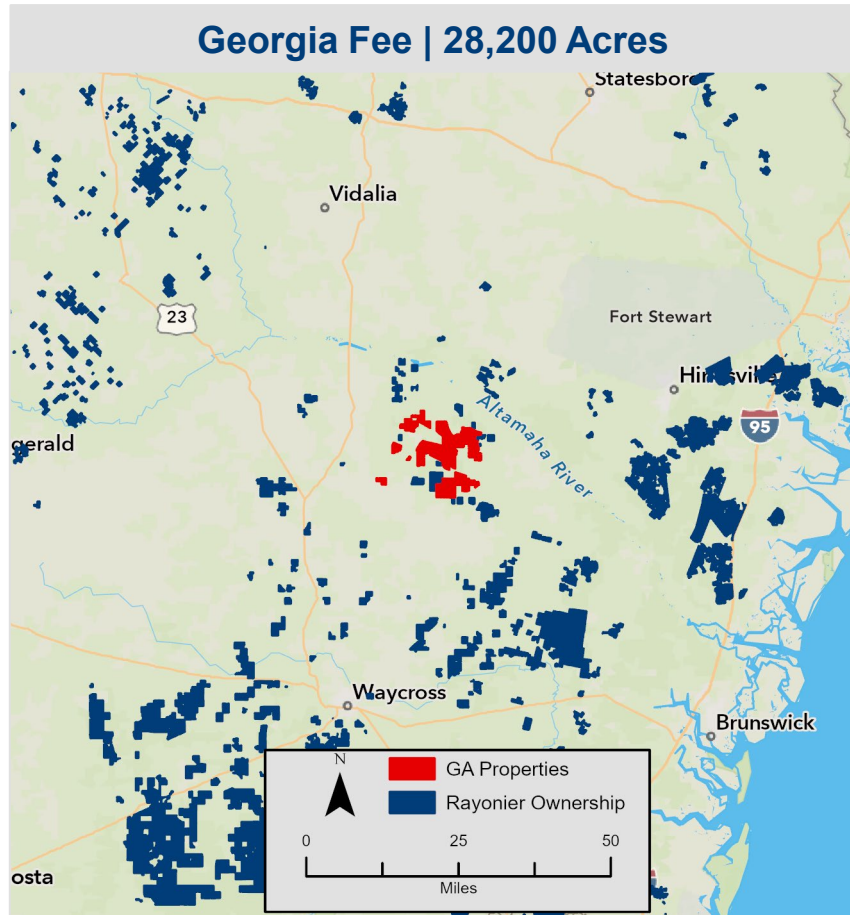 Georgia Fee | 28,200 Acres
Statesboro
Vidalia
23
Fort Stewart
Hinesville
Altamaha River
95
gerald
Waycross
Brunswick
N
GA Properties
Rayonier Ownership
0 25 50
Miles
osta